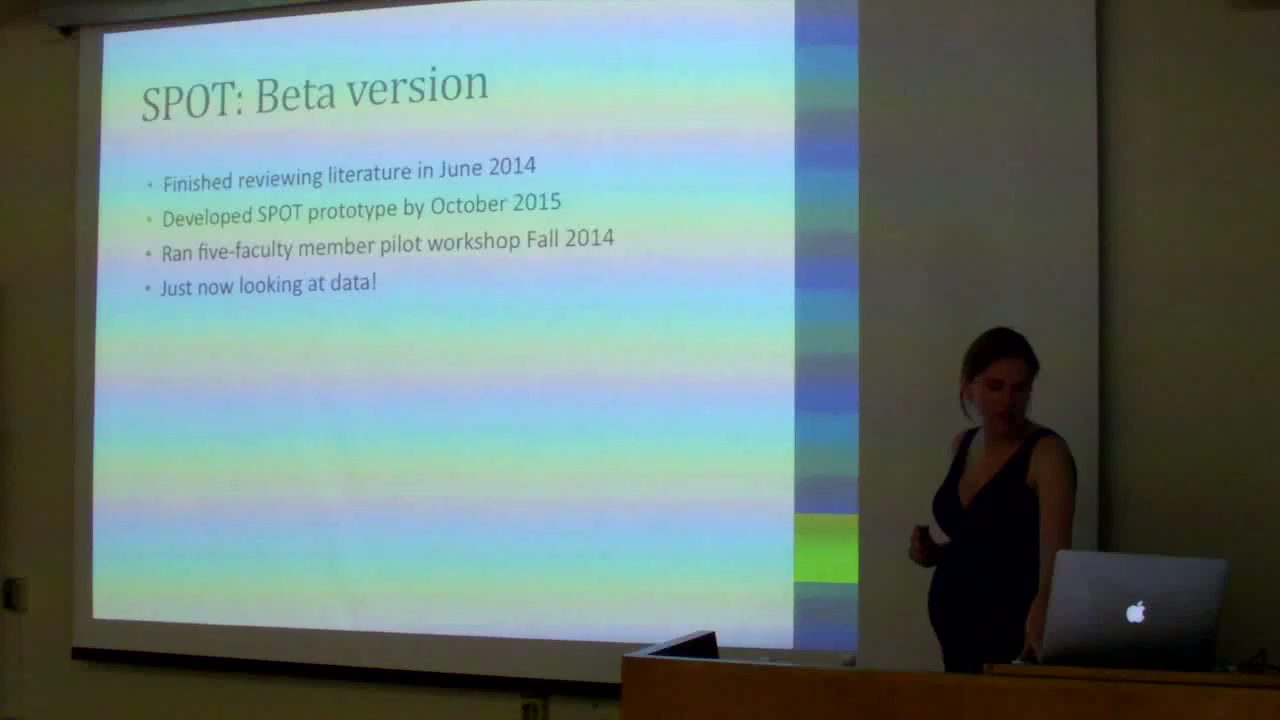 SPOT: Beta version
• Finished reviewing literature in June 2014
• Developed SPOT prototype by October 2015
• Ran five-faculty member pilot workshop Fall 2014
• Just now looking at data!